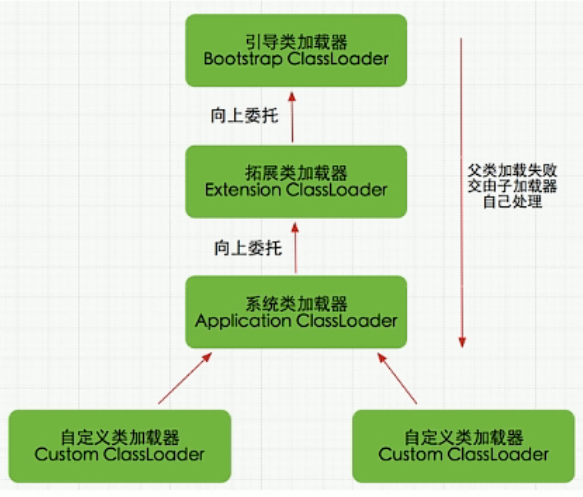 引导类加载器
Bootstrap ClassLoader
向上委托
拓展类加载器
Extension ClassLoader
父类加载失败
交由子加载器
自己处理
向上委托
系统类加载器
Application ClassLoader
自定义类加载器
Custom ClassLoader
自定义类加载器
Custom ClassLoader